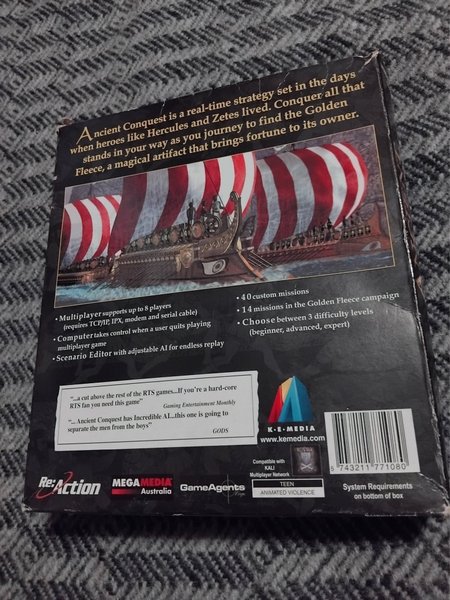 Ancient Conquest is a real-time strategy set in the days
when heroes like Hercules and Zetes lived. Conquer all that
stands in your way as you journey to find the Golden
Fleece, a magical artifact that brings fortune to its owner.
• Multiplayer supports up to 8 players
(requires TCP/IP, IPX, modem and serial cable)
• Computer takes control when a user quits playing
multiplayer game
• Scenario Editor with adjustable AI for endless replay
• 40 custom missions
• 14 missions in the Golden Fleece campaign
• Choose between 3 difficulty levels
(beginner, advanced, expert)
"...a cut above the rest of the RTS games...If you're a hard-core
RTS fan you need this game"
Gaming Entertainment Monthly
"... Ancient Conquest has Incredible AI...this one is going to
separate the men from the boys"
GODS
K·E·MEDIA
www.kemedia.com
Compatible with
KALI
Multiplayer Network
TEEN
ANIMATED VIOLENCE
5 743211 771080
System Requirements
on bottom of box
Re:Action
MEGAMEDIA
Australia
GameAgents